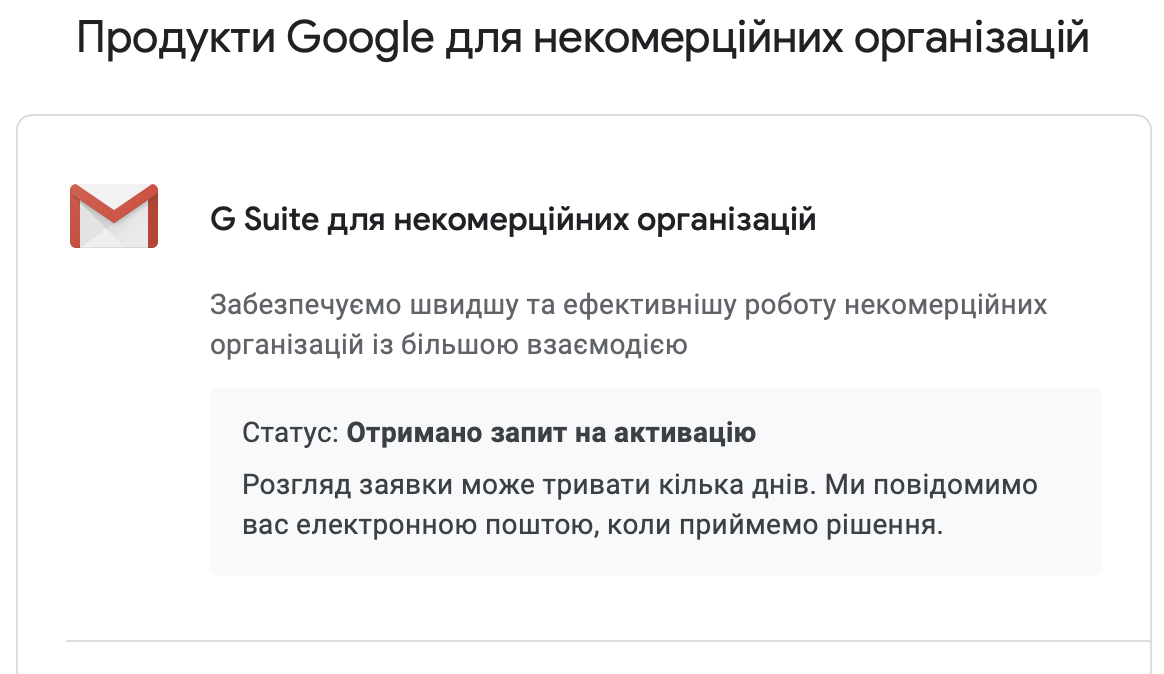 Продукти Google для некомерційних організацій
G Suite для некомерційних організацій
Забезпечуємо швидшу та ефективнішу роботу некомерційних
організацій із більшою взаємодією
Статус: Отримано запит на активацію
Розгляд заявки може тривати кілька днів. Ми повідомимо
вас електронною поштою, коли приймемо рішення.